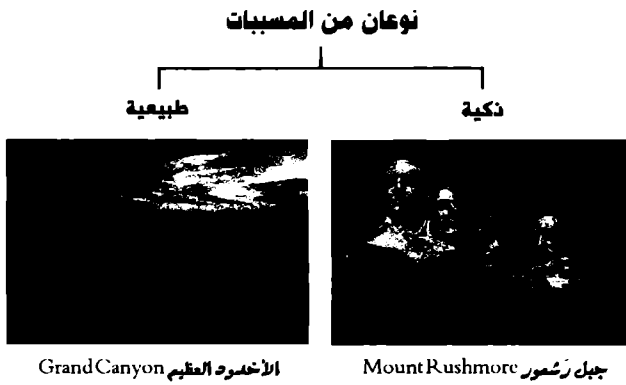 نوعان من المسببات
ذكية
طبيعية
جبل رَشمور Mount Rushmore
الأخدود العظيم Grand Canyon